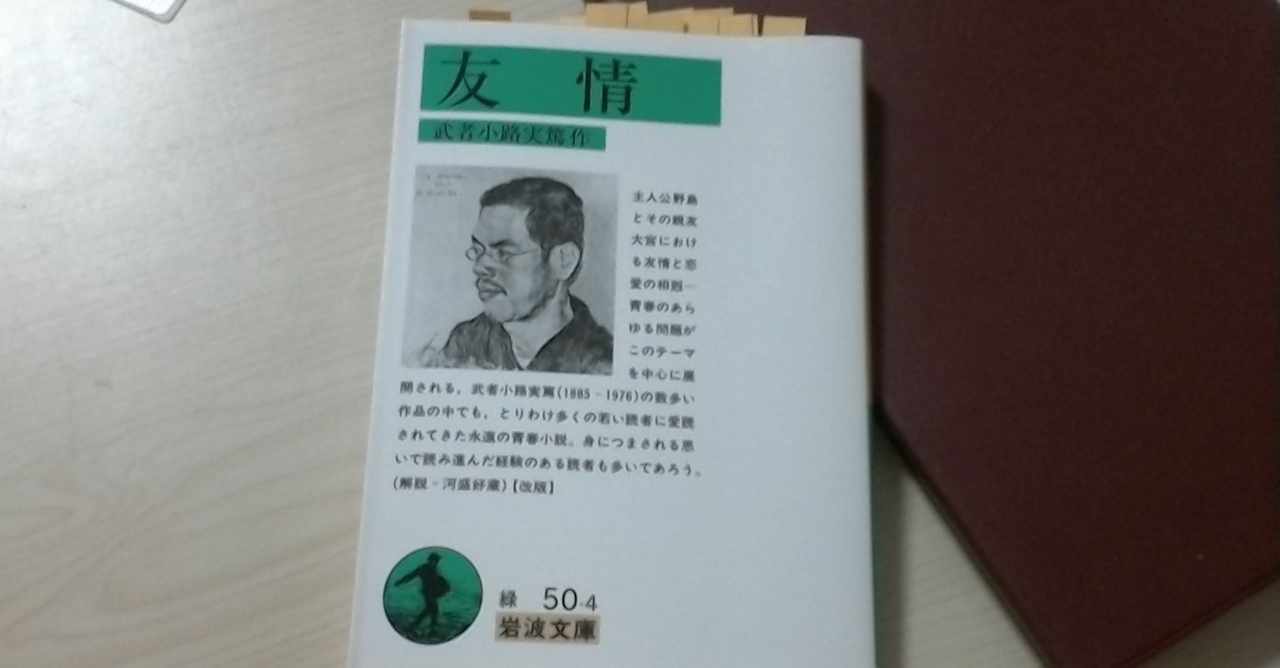 友 情
武者小路実篤作
主人公野島
とその親友
大宮におけ
る友情と恋
愛の相剋―
青春のあら
ゆる問題が
このテーマ
を中心に展
開される．武者小路実篤(1885‐1976)の数多い
作品の中でも，とりわけ多くの若い読者に愛読
されてきた永遠の青春小説．身につまされる思
いで読み進んだ経験のある読者も多いであろう．
(解説＝河盛好蔵)【改版】
緑 50-4
岩波文庫